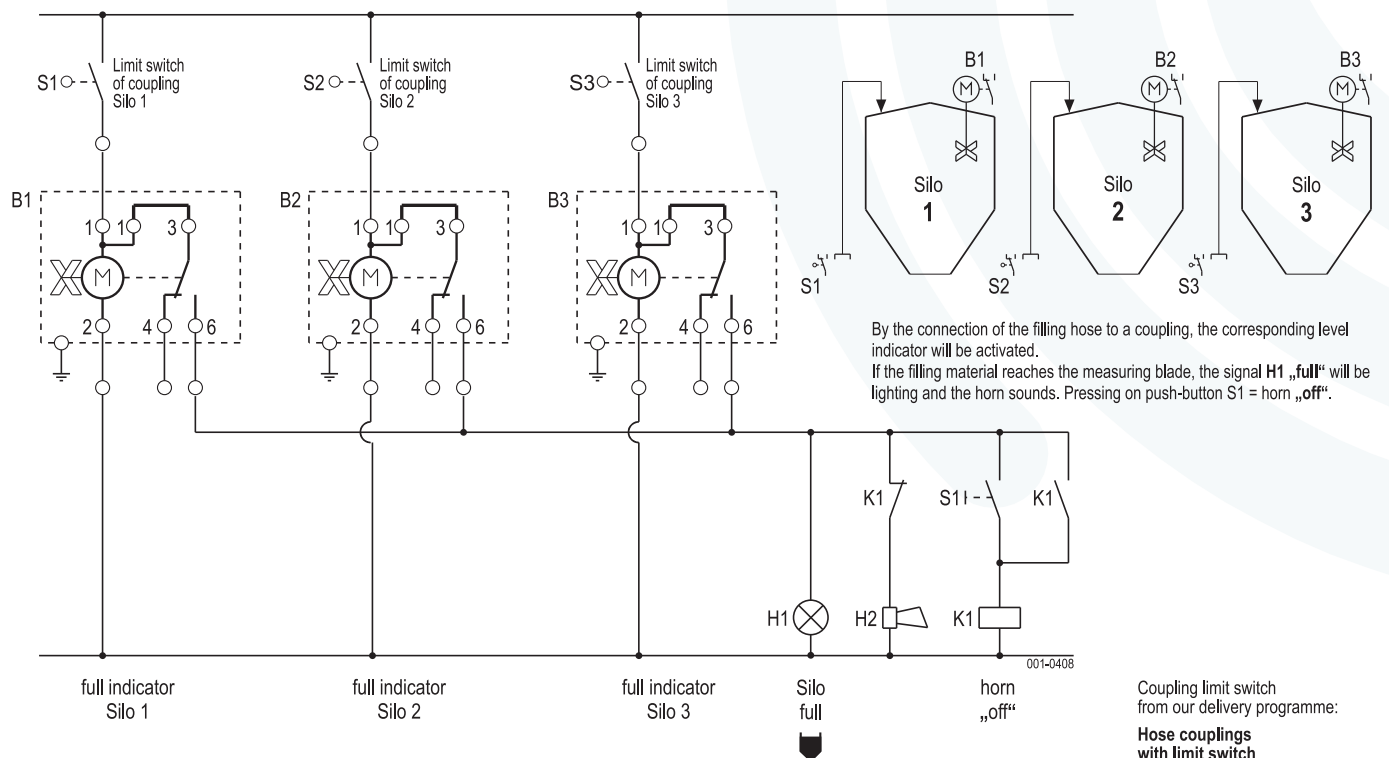 S1
Limit switch
of coupling
Silo 1
S2
Limit switch
of coupling
Silo 2
S3
Limit switch
of coupling
Silo 3
B1
1 1 3
M
2 4 6
B2
1 1 3
M
2 4 6
B3
1 1 3
M
2 4 6
B1
M
Silo
1
S1
B2
M
Silo
2
S2
B3
M
Silo
3
S3
By the connection of the filling hose to a coupling, the corresponding level
indicator will be activated.
If the filling material reaches the measuring blade, the signal H1 „full“ will be
lighting and the horn sounds. Pressing on push-button S1 = horn „off“.
K1
S1
K1
H1
H2
K1
001-0408
full indicator
Silo 1
full indicator
Silo 2
full indicator
Silo 3
Silo
full
horn
„off“
Coupling limit switch
from our delivery programme:
Hose couplings
with limit switch